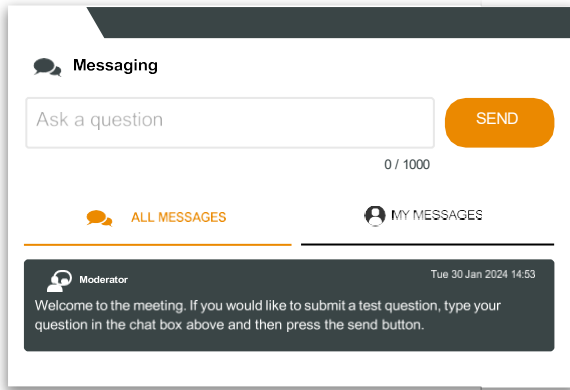 Messaging
Ask a question
SEND
0 / 1000
ALL MESSAGES
MY MESSAGES
Moderator
Tue 30 Jan 2024 14:53
Welcome to the meeting. If you would like to submit a test question, type your
question in the chat box above and then press the send button.